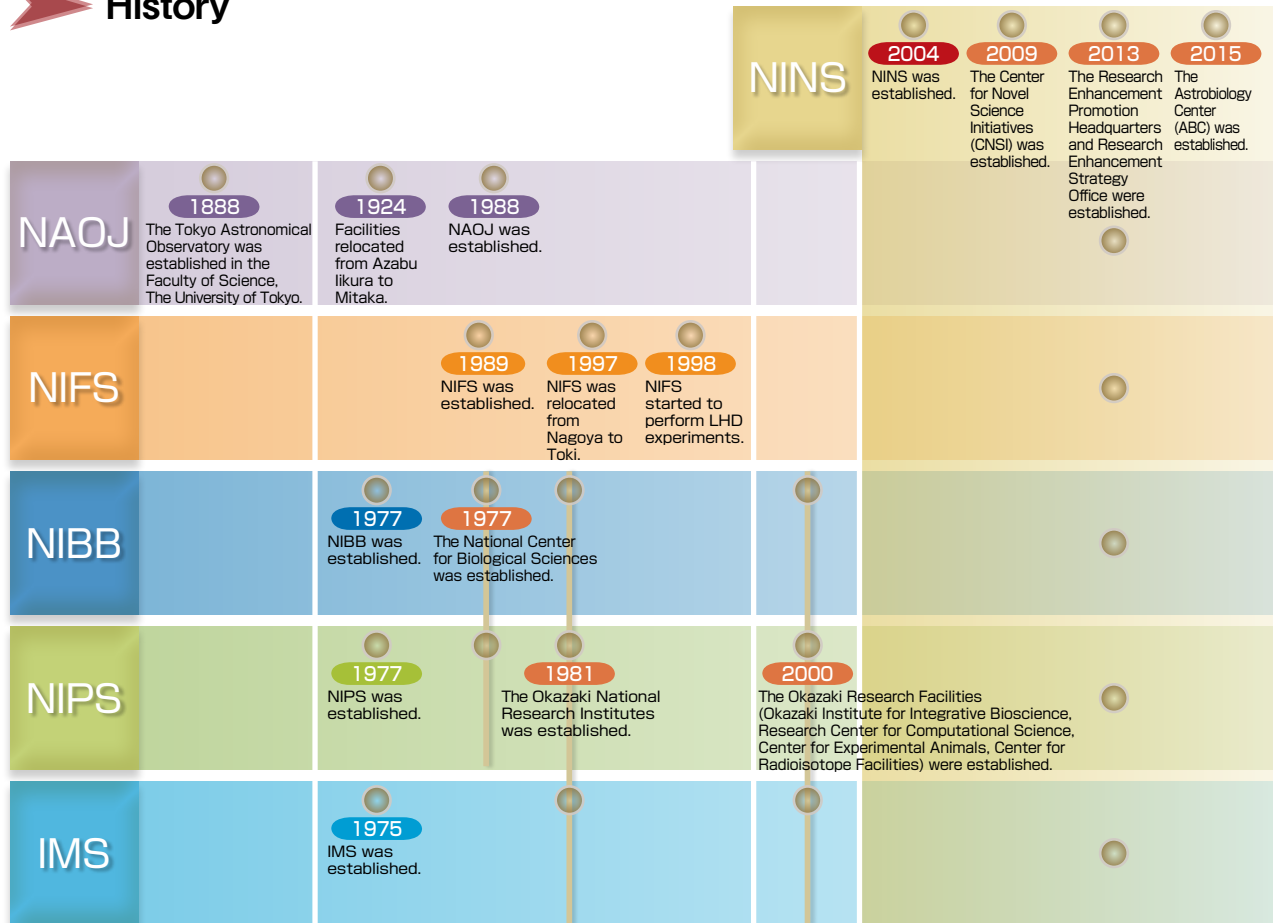 History
NINS
2004
NINS was
established.
2009
The Center
for Novel
Science
Initiatives
(CNSI) was
established.
2013
The Research
Enhancement
Promotion
Headquarters
and Research
Enhancement
Strategy
Office were
established.
2015
The
Astrobiology
Center
(ABC) was
established.
NAOJ
1888
The Tokyo Astronomical
Observatory was
established in the
Faculty of Science,
The University of Tokyo.
1924
Facilities
relocated
from Azabu
Iikura to
Mitaka.
1988
NAOJ was
established.
NIFS
1989
NIFS was
established.
1997
NIFS was
relocated
from
Nagoya to
Toki.
1998
NIFS
started to
perform LHD
experiments.
NIBB
1977
NIBB was
established.
1977
The National Center
for Biological Sciences
was established.
NIPS
1977
NIPS was
established.
1981
The Okazaki National
Research Institutes
was established.
2000
The Okazaki Research Facilities
(Okazaki Institute for Integrative Bioscience,
Research Center for Computational Science,
Center for Experimental Animals, Center for
Radioisotope Facilities) were established.
IMS
1975
IMS was
established.